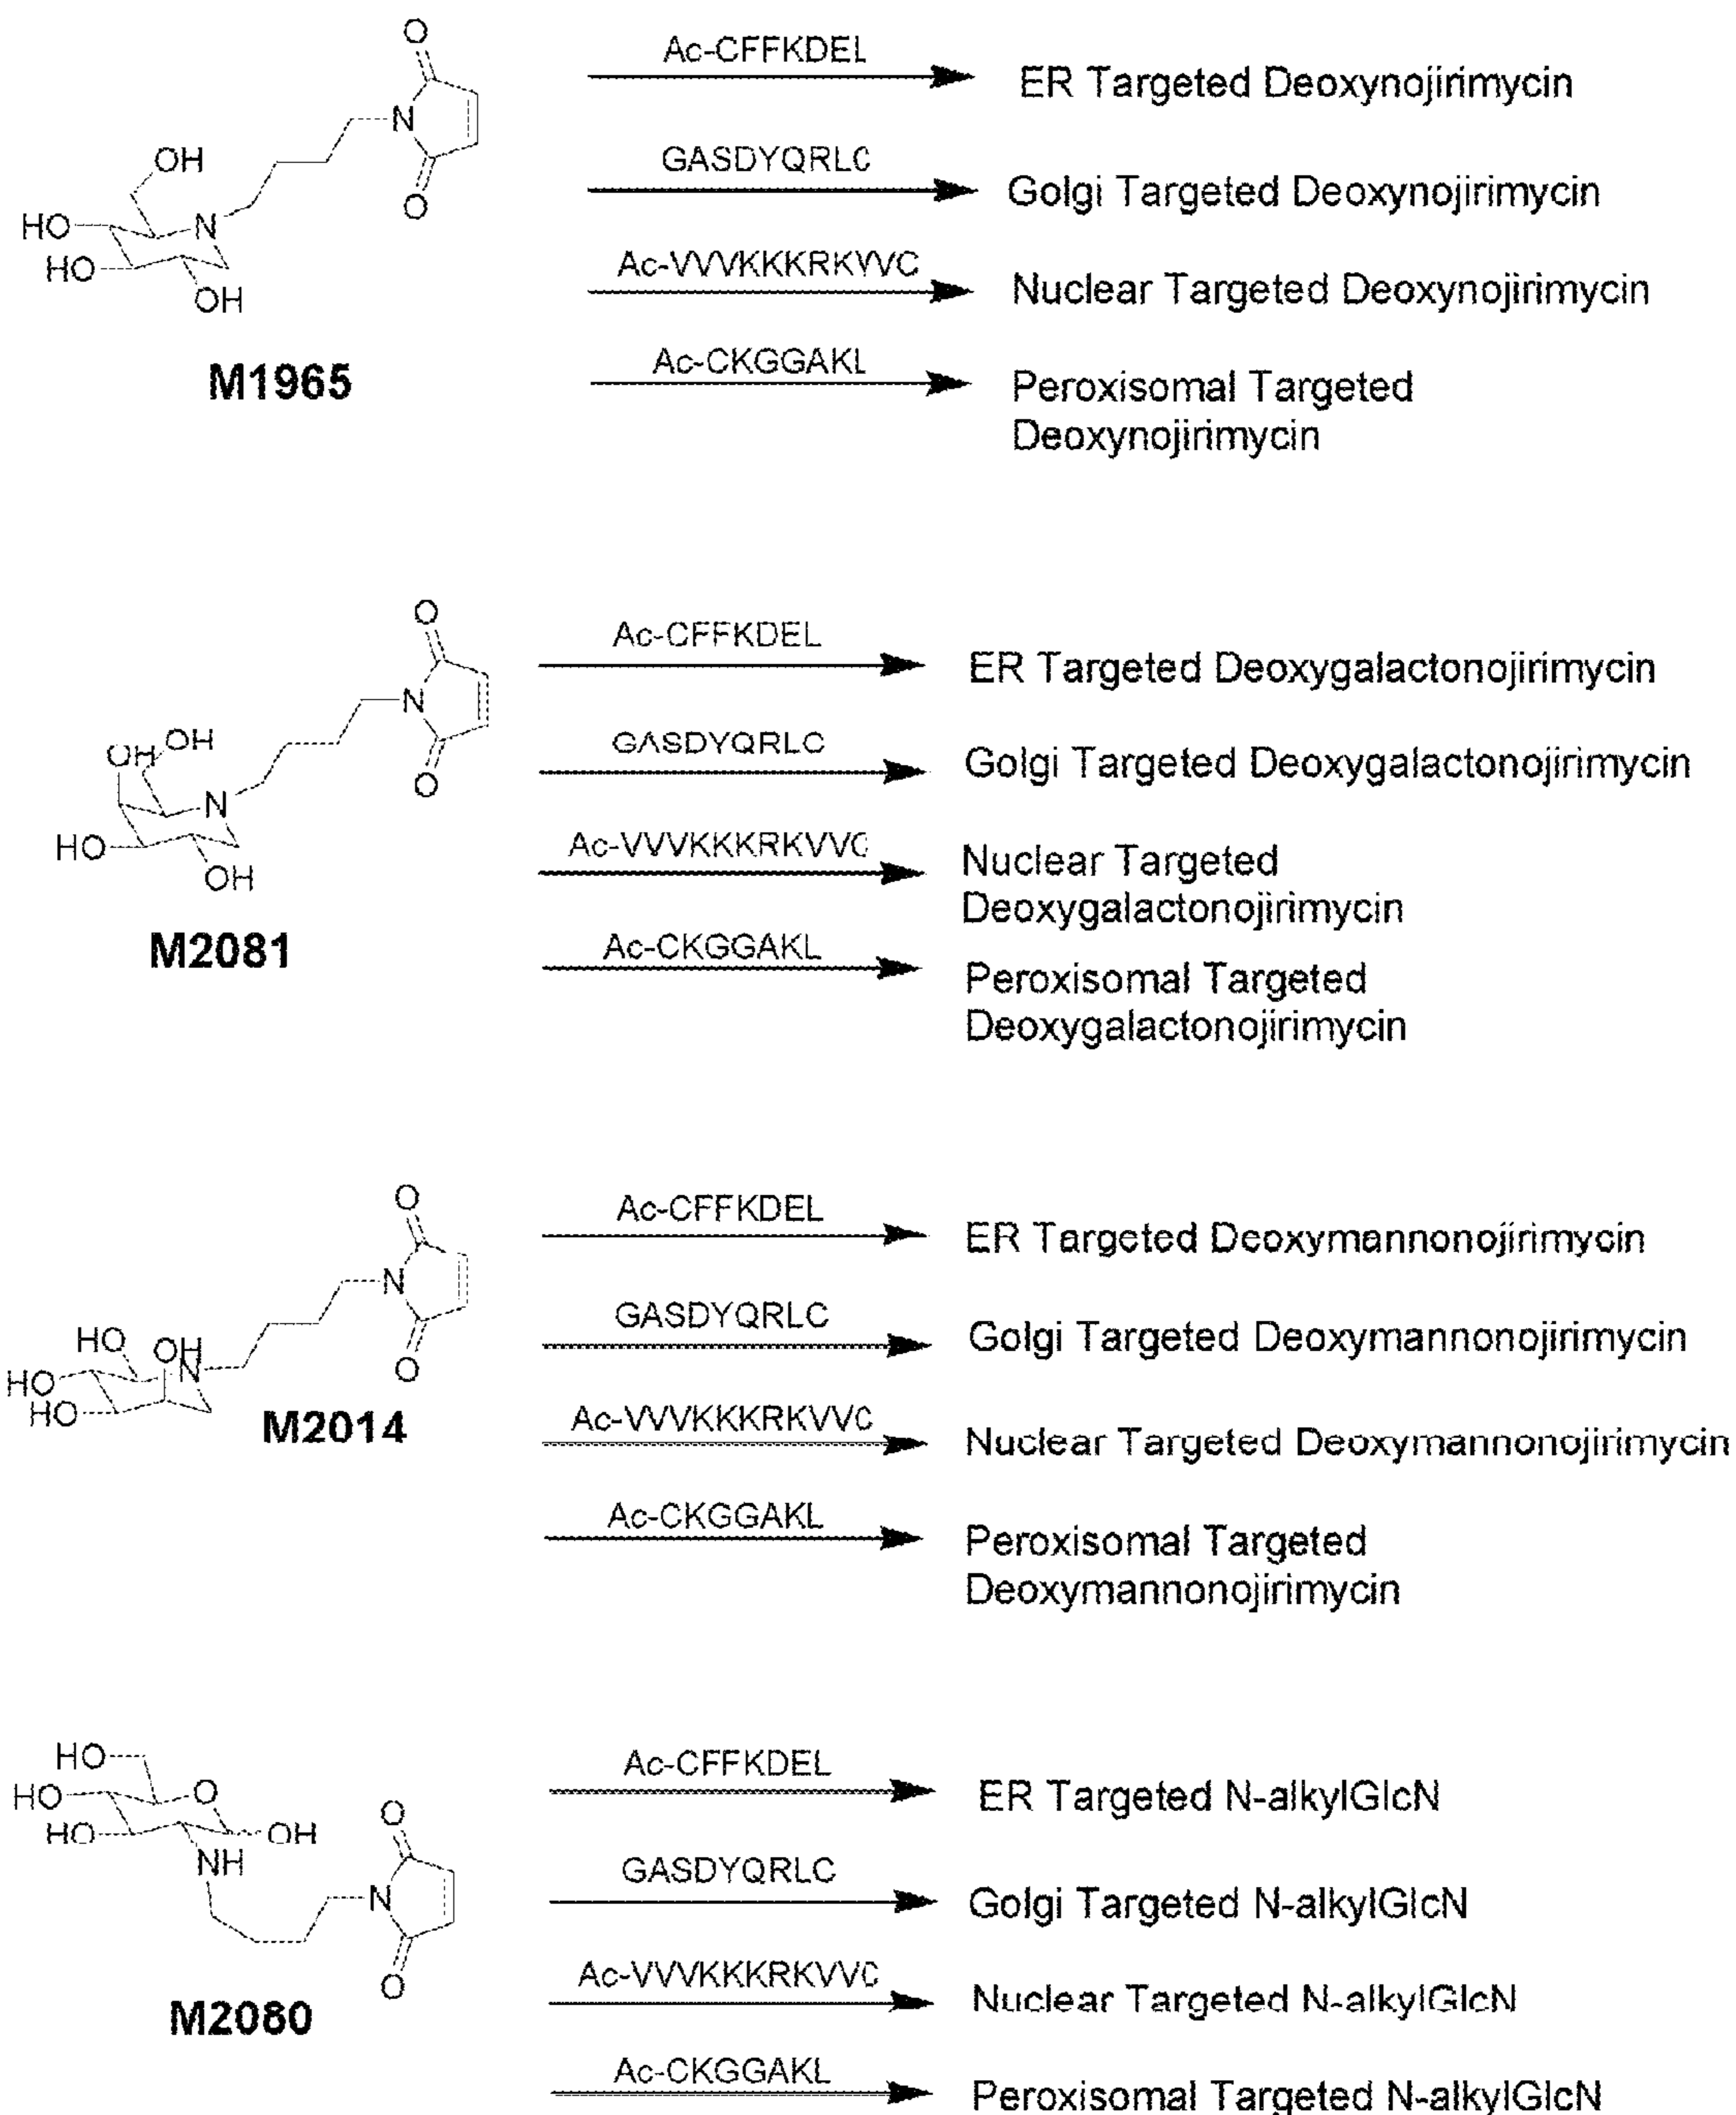 O
N
O
OH
HO
N
HO
OH
M1965
Ac-CFFKDEL
ER Targeted Deoxynojirimycin
GASDYQRLC
Golgi Targeted Deoxynojirimycin
Ac-VVVKKKRKVVC
Nuclear Targeted Deoxynojirimycin
Ac-CKGGAKL
Peroxisomal Targeted
Deoxynojirimycin
O
N
O
OH
OH
N
HO
OH
M2081
Ac-CFFKDEL
ER Targeted Deoxygalactonojirimycin
GASDYQRLC
Golgi Targeted Deoxygalactonojirimycin
Ac-VVVKKKRKVVC
Nuclear Targeted
Deoxygalactonojirimycin
Ac-CKGGAKL
Peroxisomal Targeted
Deoxygalactonojirimycin
O
N
O
HO
OH
N
HO
HO
M2014
Ac-CFFKDEL
ER Targeted Deoxymannonojirimycin
GASDYQRLC
Golgi Targeted Deoxymannonojirimycin
Ac-VVVKKKRKVVC
Nuclear Targeted Deoxymannonojirimycin
Ac-CKGGAKL
Peroxisomal Targeted
Deoxymannonojirimycin
HO
HO
O
HO
OH
NH
O
N
O
M2080
Ac-CFFKDEL
ER Targeted N-alkylGlcN
GASDYQRLC
Golgi Targeted N-alkylGlcN
Ac-VVVKKKRKVVC
Nuclear Targeted N-alkylGlcN
Ac-CKGGAKL
Peroxisomal Targeted N-alkylGlcN